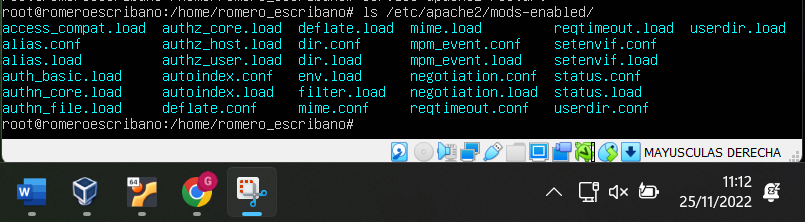 root@romeroescribano:/home/romero_escribano# ls /etc/apache2/mods-enabled/
access_compat.load authz_core.load deflate.load mime.load reqtimeout.load userdir.load
alias.conf authz_host.load dir.conf mpm_event.conf setenvif.conf
alias.load authz_user.load dir.load mpm_event.load setenvif.load
auth_basic.load autoindex.conf env.load negotiation.conf status.conf
authn_core.load autoindex.load filter.load negotiation.load status.load
authn_file.load deflate.conf mime.conf reqtimeout.conf userdir.conf
root@romeroescribano:/home/romero_escribano#
MAYUSCULAS DERECHA
W
64
G
11:12
25/11/2022